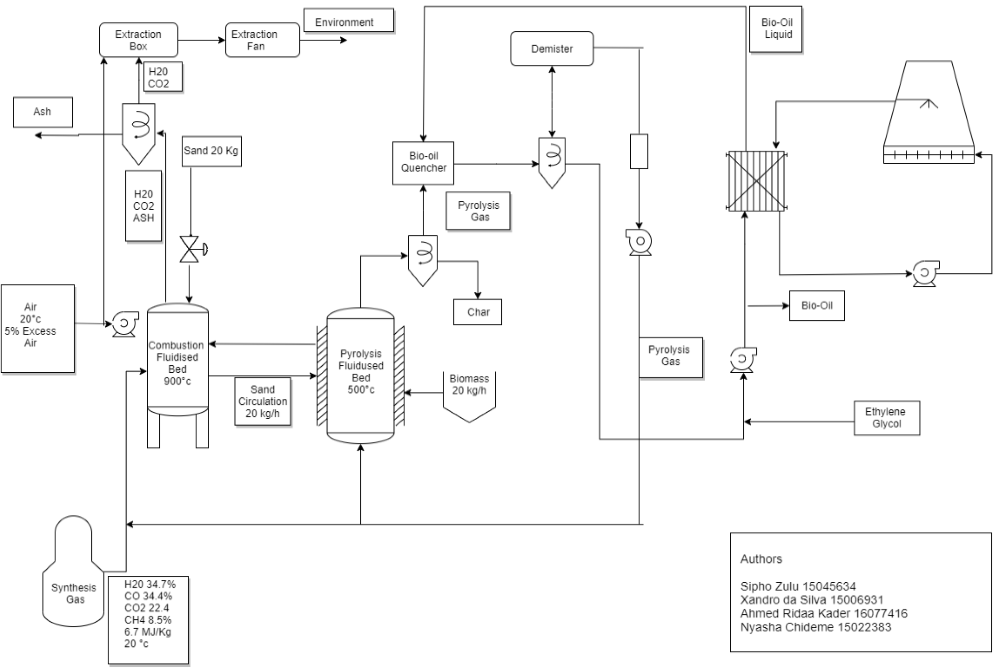 Environment
Extraction
Box
Extraction
Fan
Bio-Oil
Liquid
Demister
H20
CO2
Ash
Sand 20 Kg
Bio-oil
Quencher
H20
CO2
ASH
Pyrolysis
Gas
Air
20°c
5% Excess
Air
Char
Bio-Oil
Combustion
Fluidised
Bed
900°c
Pyrolysis
Fluidused
Bed
500°c
Pyrolysis
Gas
Sand
Circulation
20 kg/h
Biomass
20 kg/h
Ethylene
Glycol
Synthesis
Gas
H20 34.7%
CO 34.4%
CO2 22.4
CH4 8.5%
6.7 MJ/Kg
20 °c
Authors
Sipho Zulu 15045634
Xandro da Silva 15006931
Ahmed Ridaa Kader 16077416
Nyasha Chideme 15022383